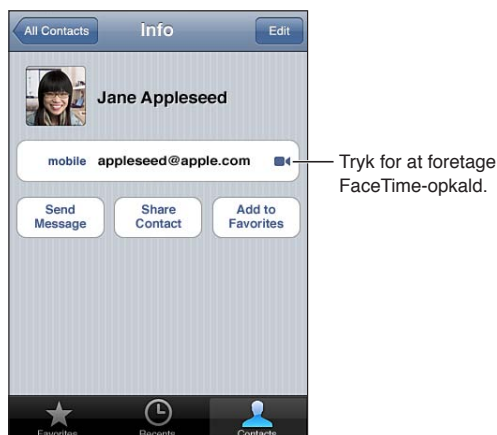 All Contacts Info Edit
Jane Appleseed
mobile appleseed@apple.com
Tryk for at foretage
FaceTime-opkald.
Send Share Add to
Message Contact Favorites
Favorites Recents Contacts